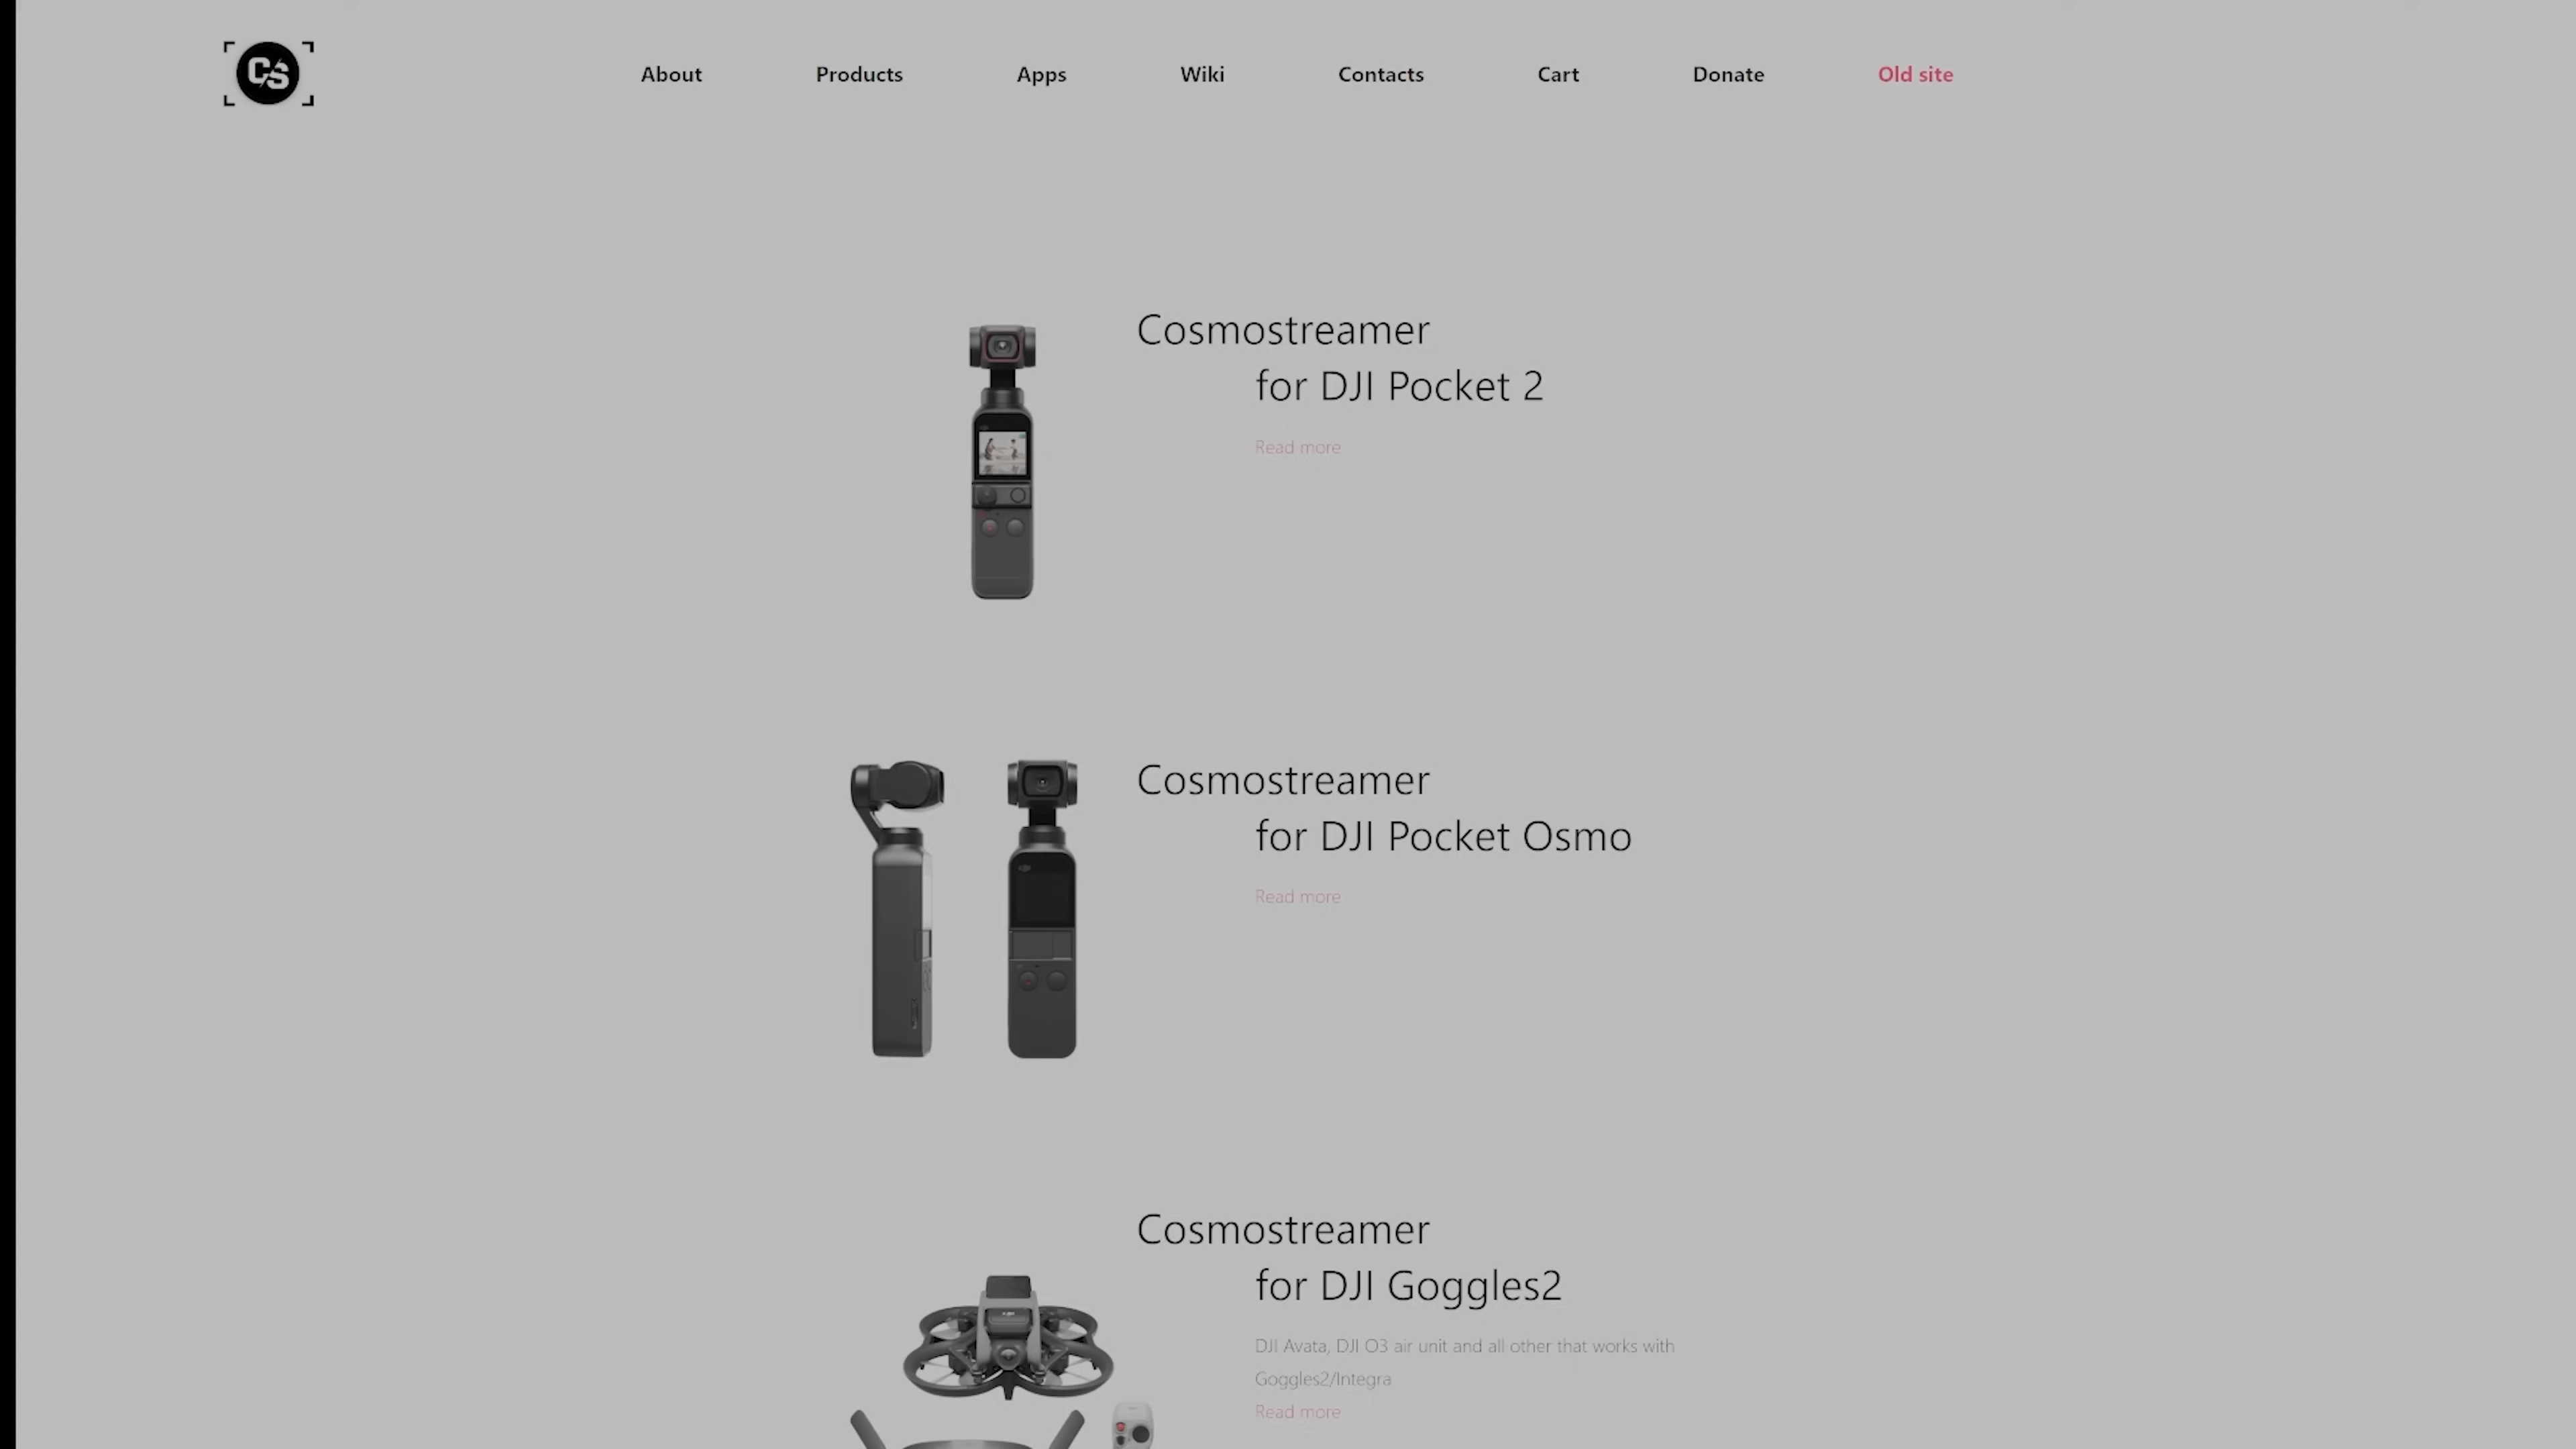 CS
About
Products
Apps
Wiki
Contacts
Cart
Donate
Old site
Cosmostreamer
for DJI Pocket 2
Read more
Cosmostreamer
for DJI Pocket Osmo
Read more
Cosmostreamer
for DJI Goggles2
DJI Avata, DJI O3 air unit and all other that works with
Goggles2/Integra
Read more